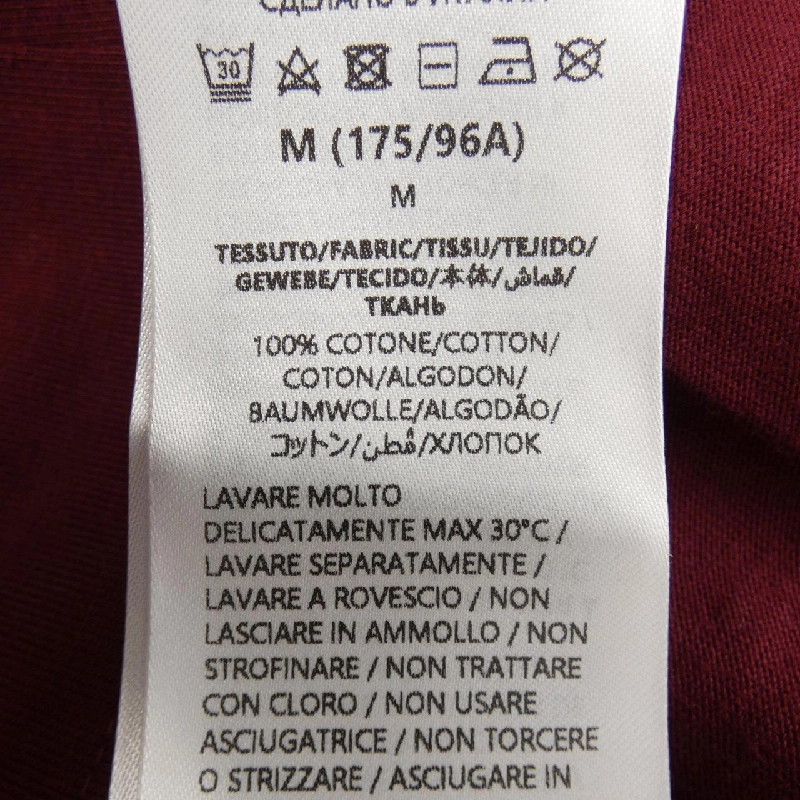 СДЕЛАНО В
30
M (175/96A)
M
TESSUTO/FABRIC/TISSU/TEJIDO/
GEWEBE/TECIDO/本体/قماش/
ТКАНЬ
100% COTONE/COTTON/
COTON/ALGODON/
BAUMWOLLE/ALGODÃO/
コットン/قُطن/ХЛОПОК
LAVARE MOLTO
DELICATAMENTE MAX 30°C /
LAVARE SEPARATAMENTE /
LAVARE A ROVESCIO / NON
LASCIARE IN AMMOLLO / NON
STROFINARE / NON TRATTARE
CON CLORO / NON USARE
ASCIUGATRICE / NON TORCERE
O STRIZZARE / ASCIUGARE IN